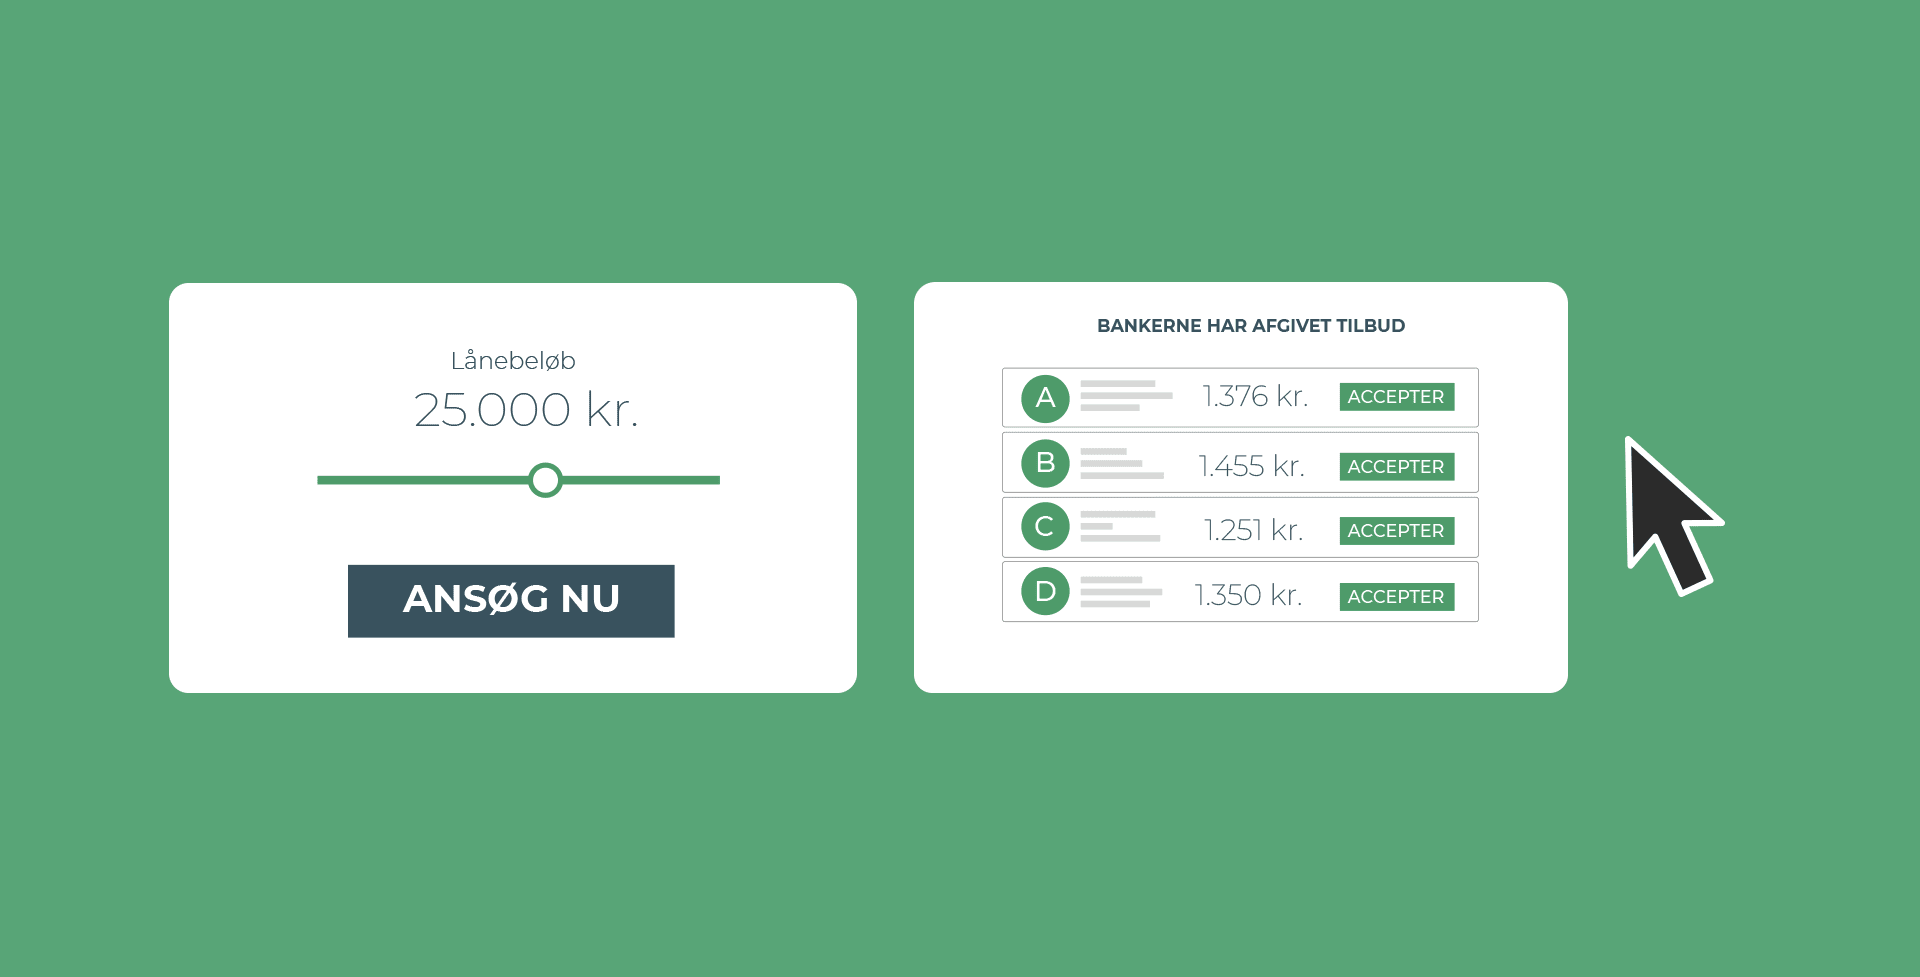 Lånebeløb
25.000 kr.
ANSØG NU
BANKERNE HAR AFGIVET TILBUD
A 1.376 kr. ACCEPTER
B 1.455 kr. ACCEPTER
C 1.251 kr. ACCEPTER
D 1.350 kr. ACCEPTER